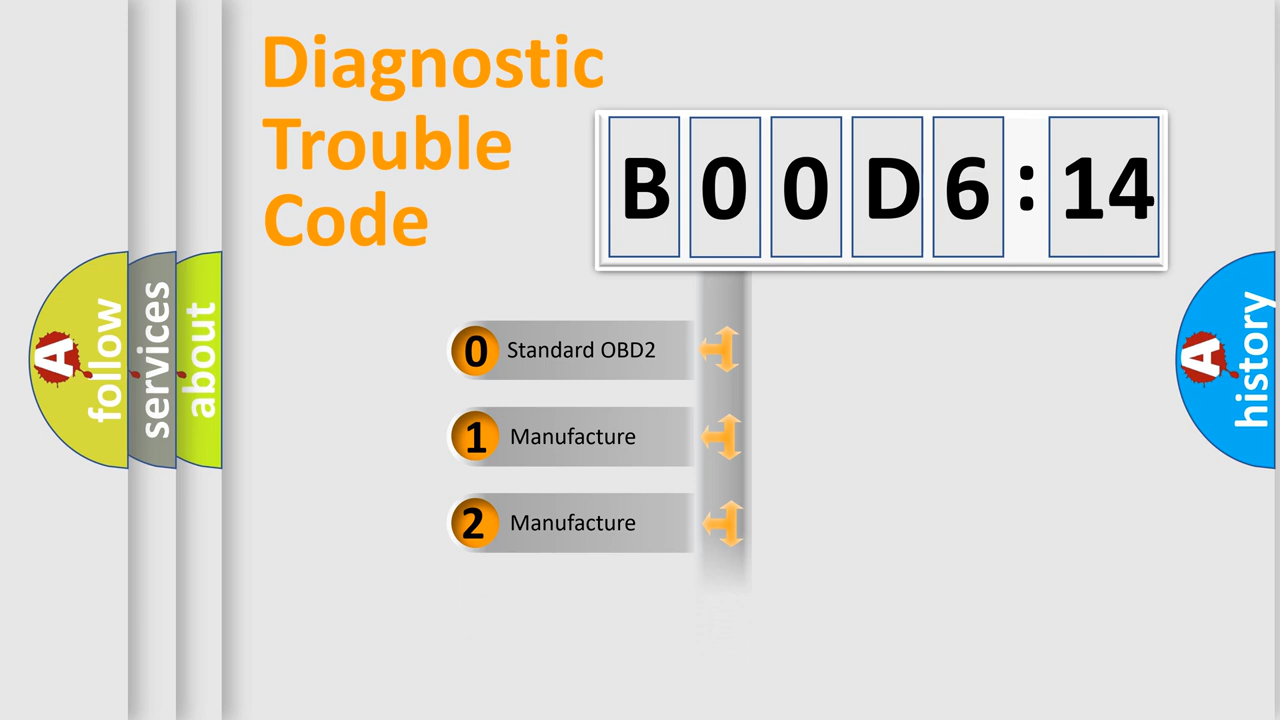 Diagnostic
Trouble
Code
B00D6:14
0 Standard OBD2
1 Manufacture
2 Manufacture
A follow
services
about
A history